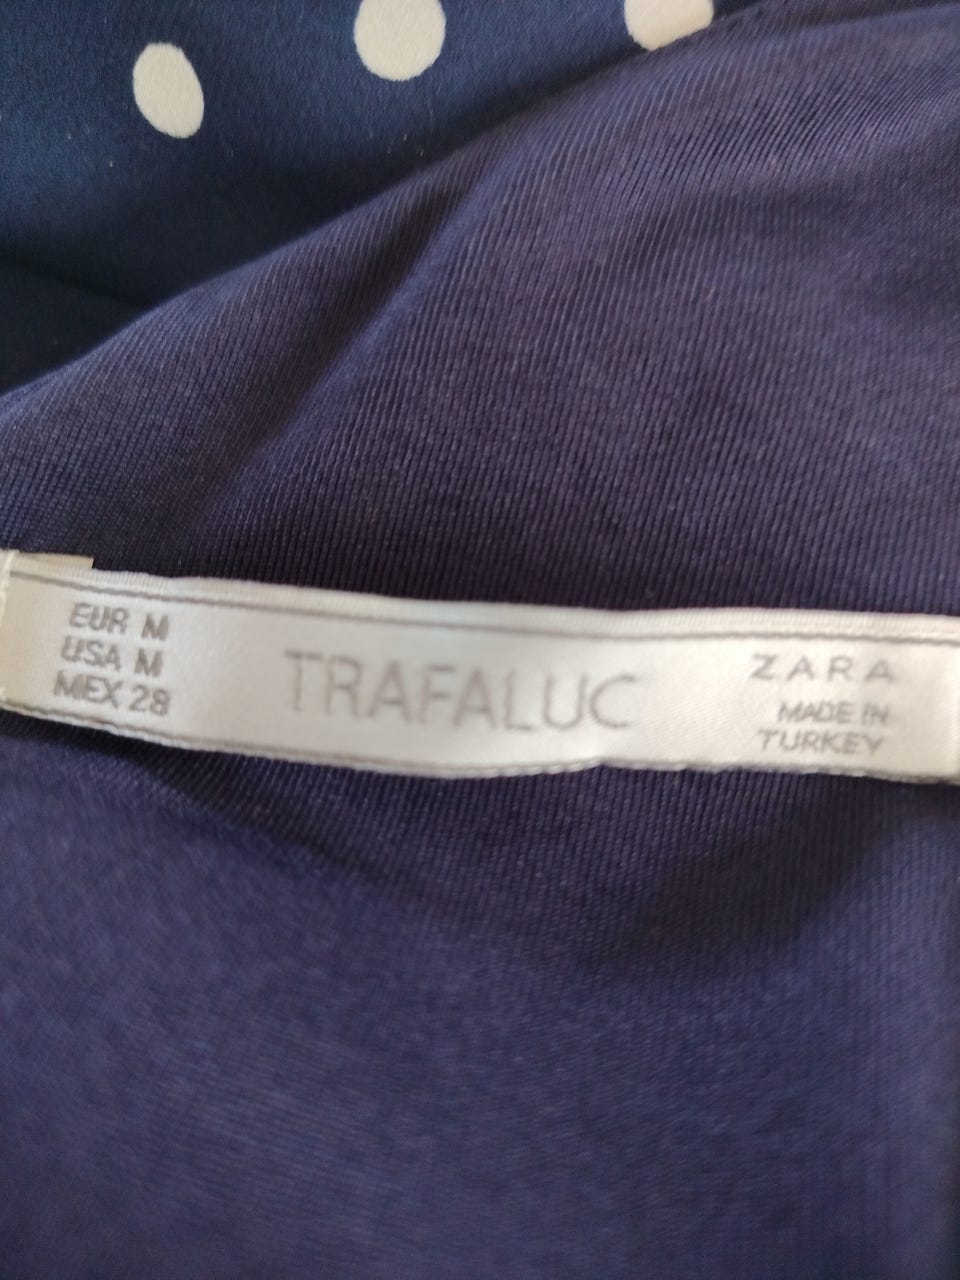 EUR M
USA M
MEX 28
TRAFALUC
ZARA
MADE IN
TURKEY